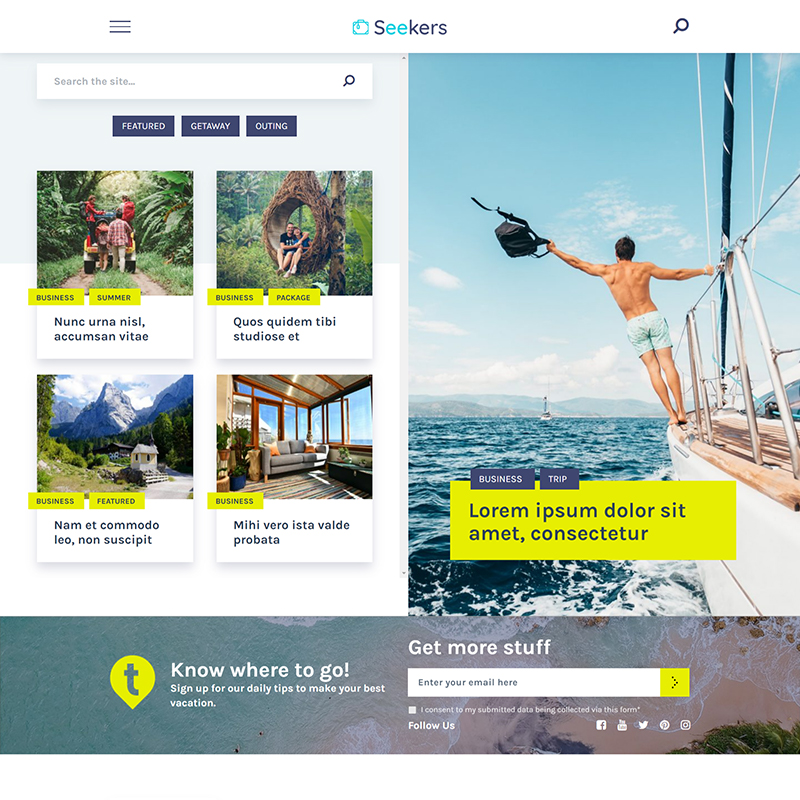 Seekers
Search the site...
FEATURED
GETAWAY
OUTING
BUSINESS
SUMMER
Nunc urna nisl,
accumsan vitae
BUSINESS
PACKAGE
Quos quidem tibi
studiose et
BUSINESS
FEATURED
Nam et commodo
leo, non suscipit
BUSINESS
Mihi vero ista valde
probata
BUSINESS
TRIP
Lorem ipsum dolor sit
amet, consectetur
t
Know where to go!
Sign up for our daily tips to make your best
vacation.
Get more stuff
Enter your email here
I consent to my submitted data being collected via this form*
Follow Us